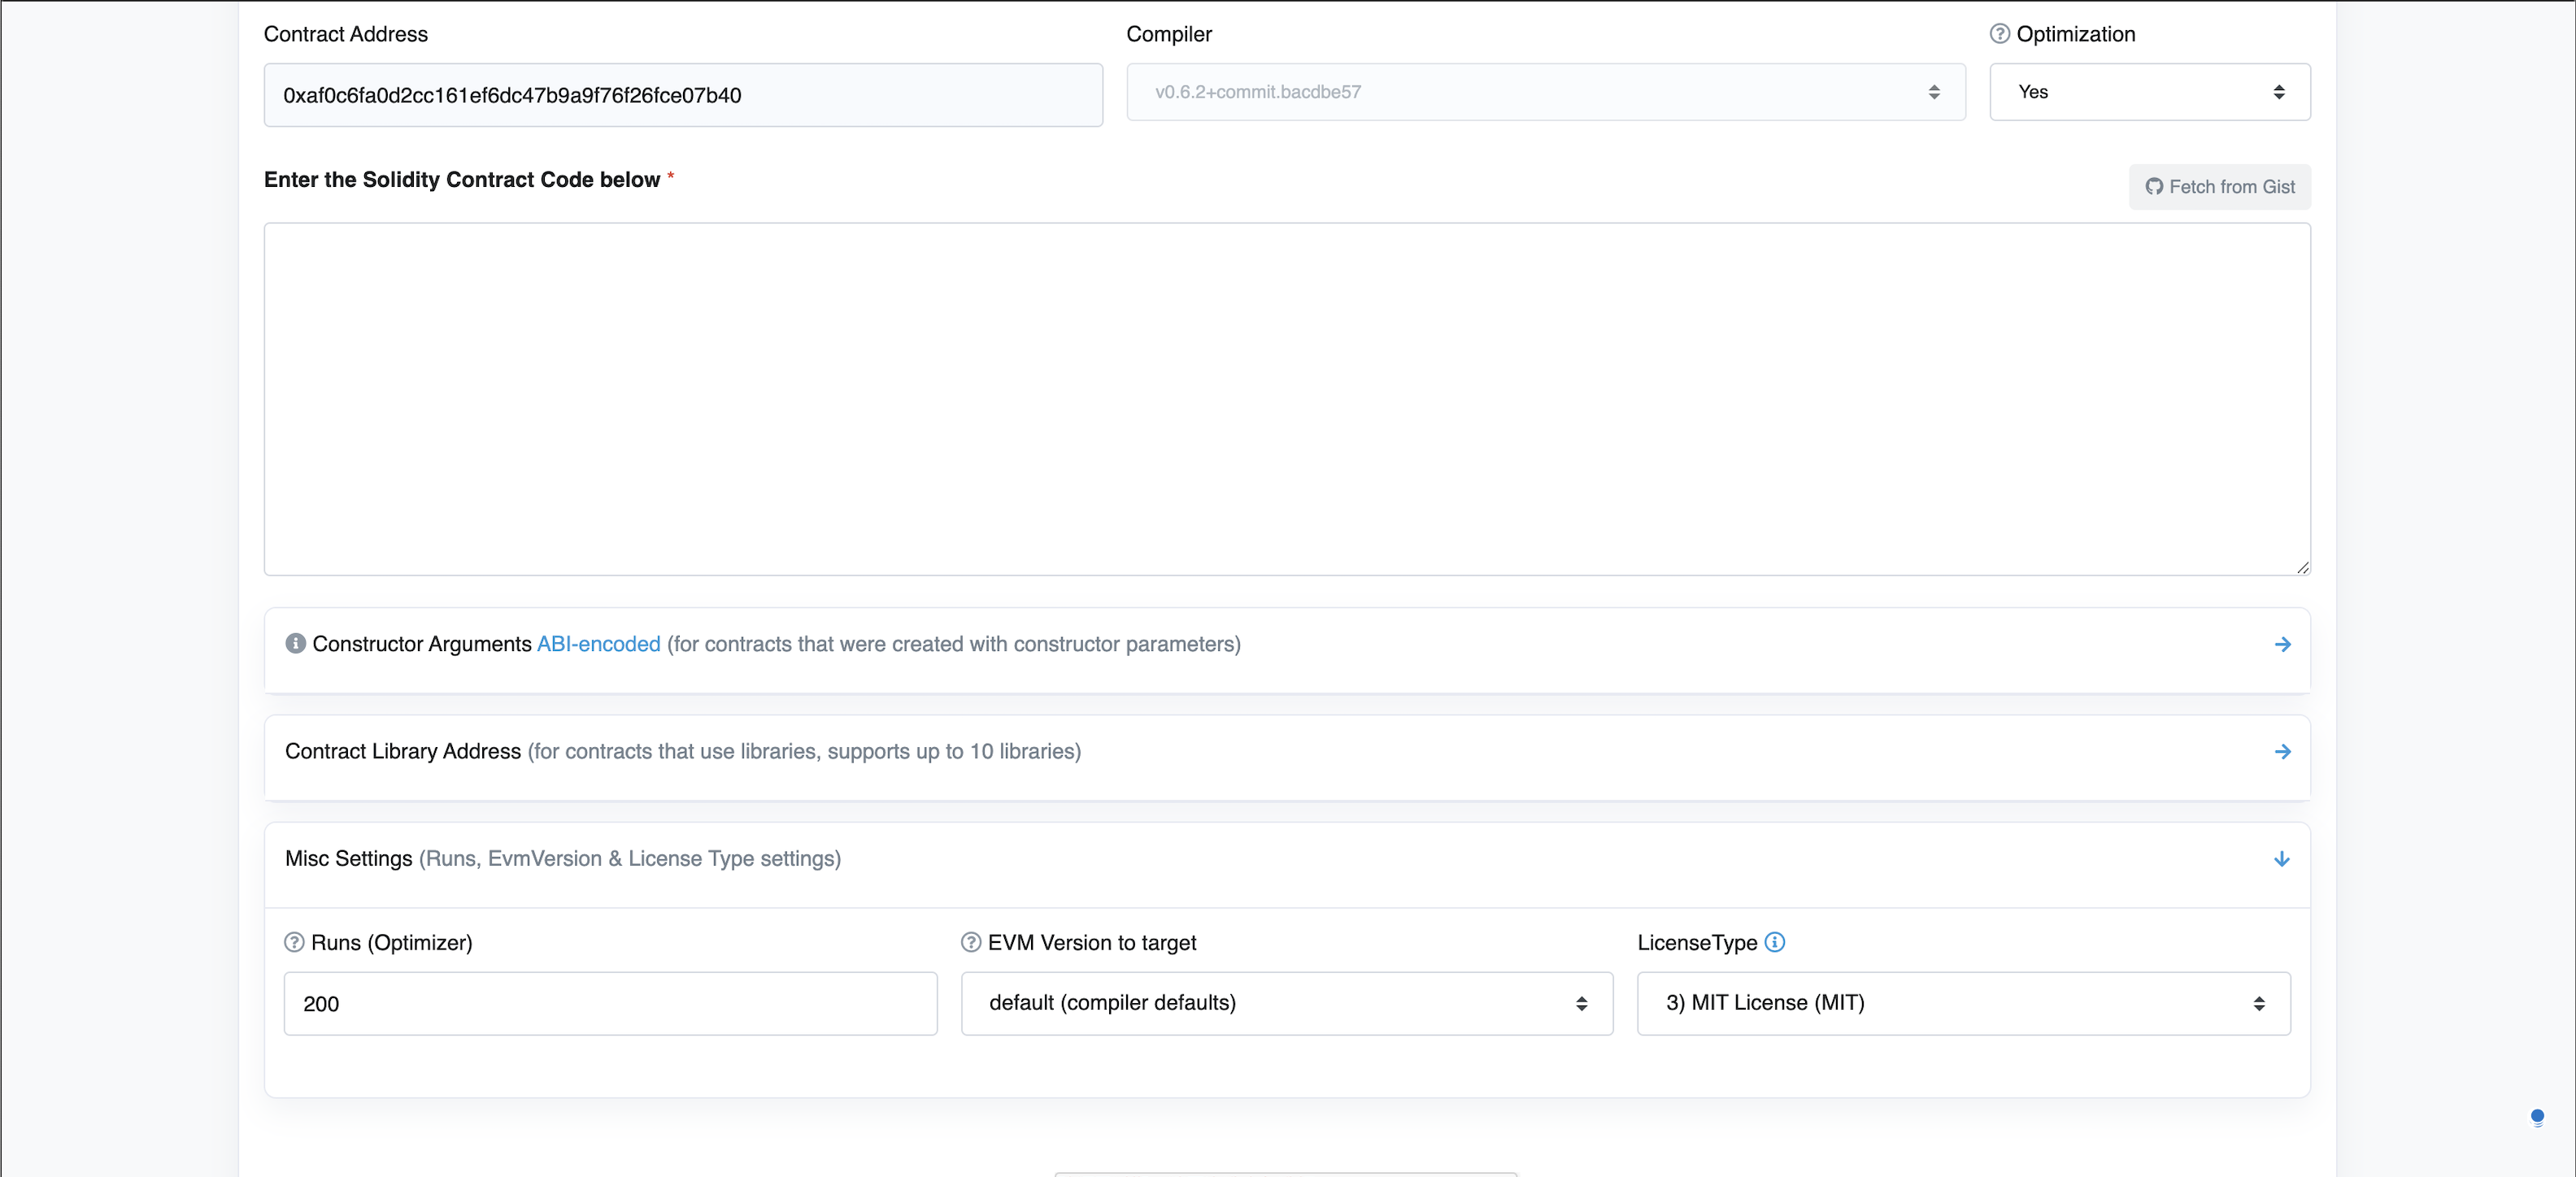 Contract Address
Compiler
Optimization
0xaf0c6fa0d2cc161ef6dc47b9a9f76f26fce07b40
v0.6.2+commit.bacdbe57
Yes
Enter the Solidity Contract Code below *
Fetch from Gist
Constructor Arguments ABI-encoded (for contracts that were created with constructor parameters)
Contract Library Address (for contracts that use libraries, supports up to 10 libraries)
Misc Settings (Runs, EvmVersion & License Type settings)
Runs (Optimizer)
EVM Version to target
LicenseType
200
default (compiler defaults)
3) MIT License (MIT)